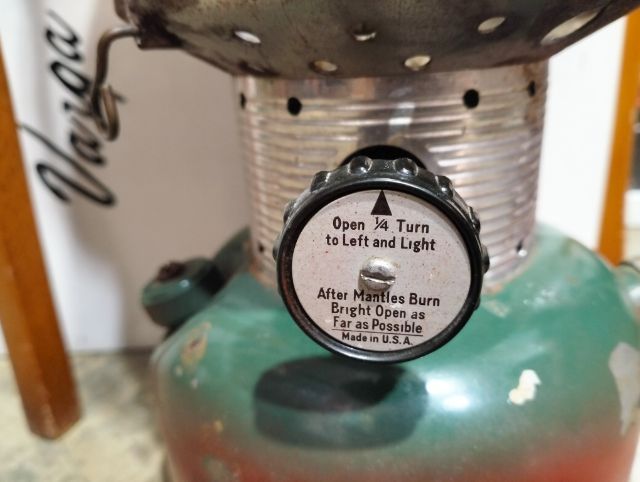 Varga
Open ¼ Turn
to Left and Light
After Mantles Burn
Bright Open as
Far as Possible
Made in U.S.A.